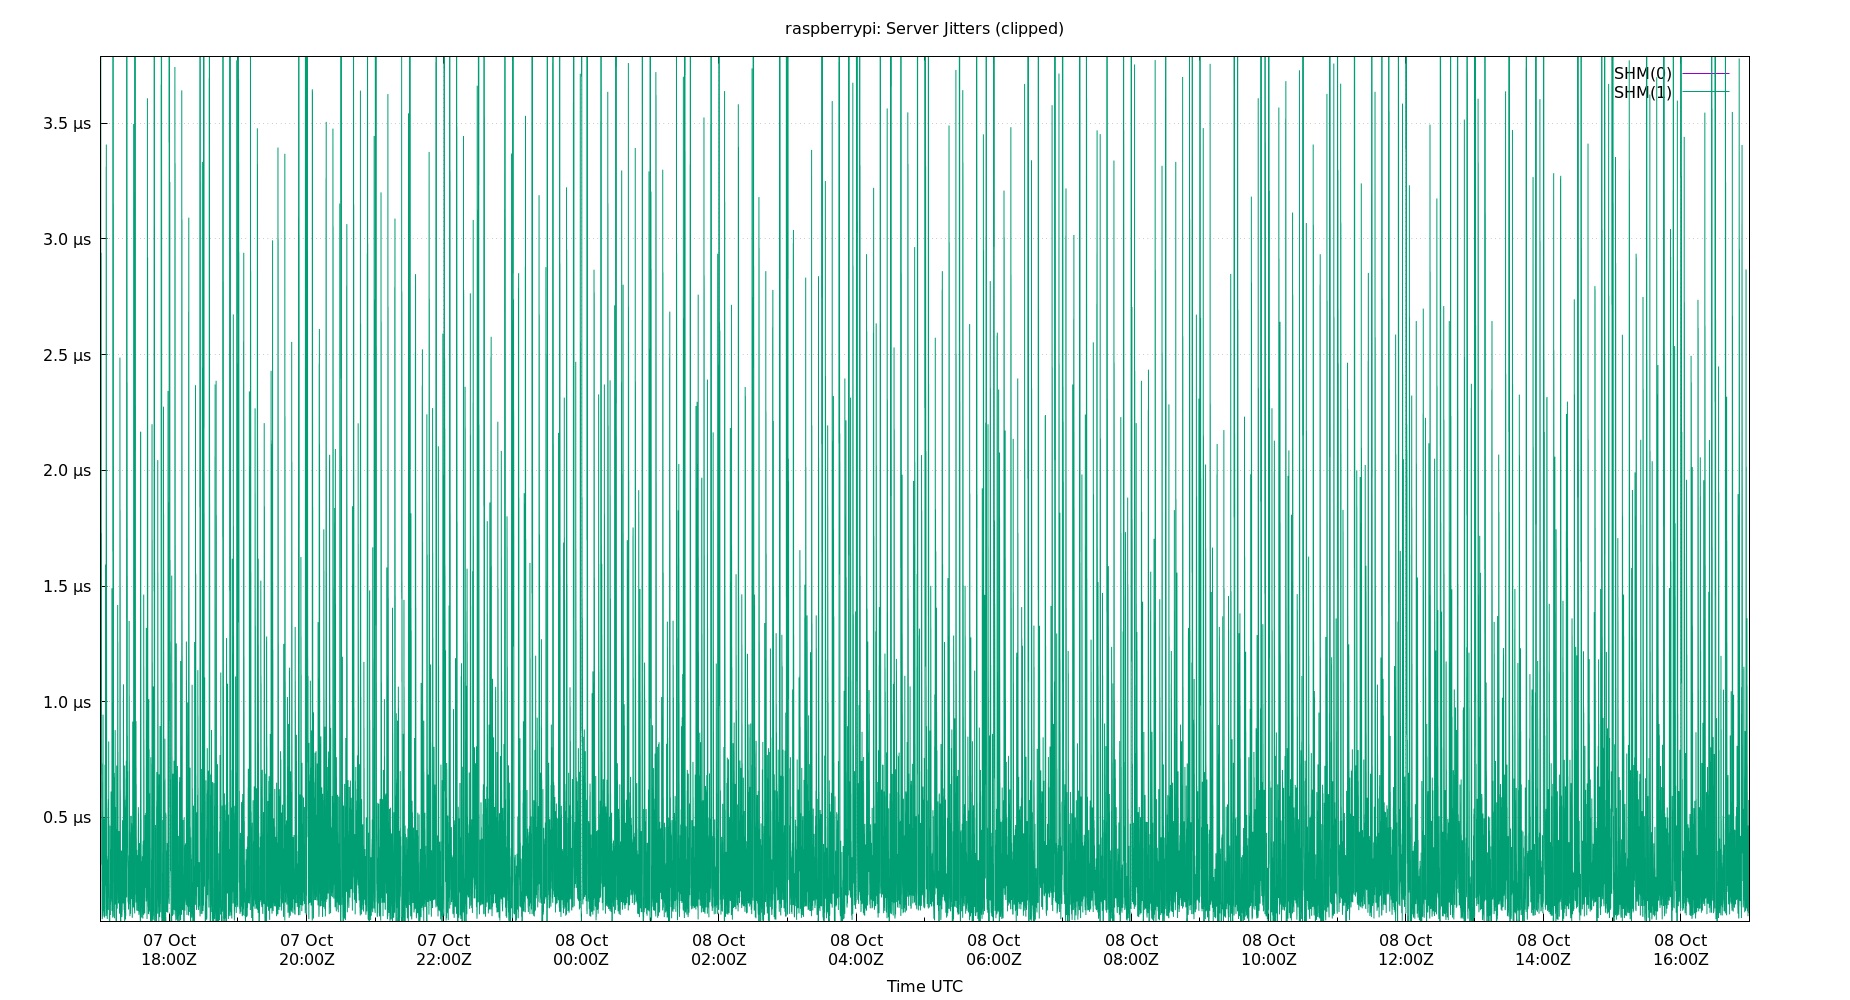 raspberrypi: Server Jitters (clipped)
SHM(0)
SHM(1)
3.5 µs
3.0 µs
2.5 µs
2.0 µs
1.5 µs
1.0 µs
0.5 µs
07 Oct 07 Oct 07 Oct 08 Oct 08 Oct 08 Oct 08 Oct 08 Oct 08 Oct 08 Oct 08 Oct 08 Oct
18:00Z 20:00Z 22:00Z 00:00Z 02:00Z 04:00Z 06:00Z 08:00Z 10:00Z 12:00Z 14:00Z 16:00Z
Time UTC